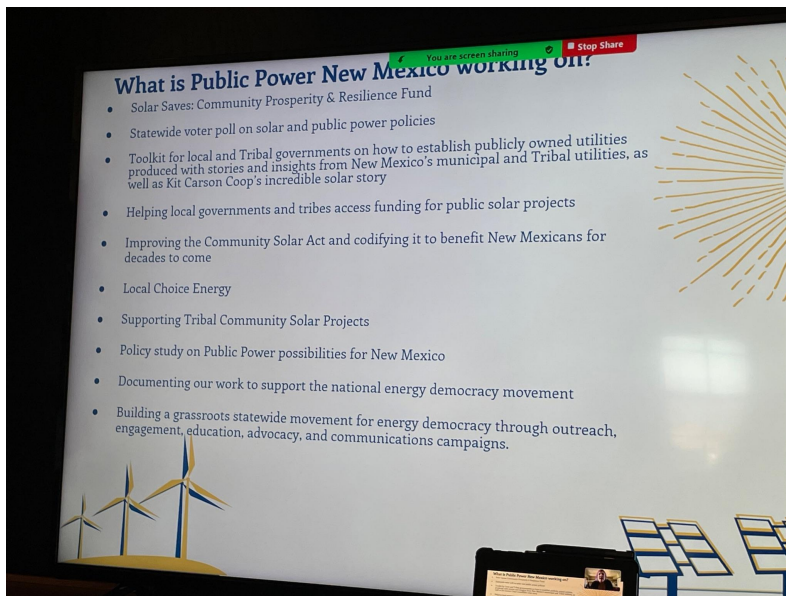 You are screen sharing
Stop Share
What is Public Power New Mexico working on?
• Solar Saves: Community Prosperity & Resilience Fund
• Statewide voter poll on solar and public power policies
• Toolkit for local and Tribal governments on how to establish publicly owned utilities
produced with stories and insights from New Mexico's municipal and Tribal utilities, as
well as Kit Carson Coop's incredible solar story
• Helping local governments and tribes access funding for public solar projects
• Improving the Community Solar Act and codifying it to benefit New Mexicans for
decades to come
• Local Choice Energy
• Supporting Tribal Community Solar Projects
• Policy study on Public Power possibilities for New Mexico
• Documenting our work to support the national energy democracy movement
• Building a grassroots statewide movement for energy democracy through outreach,
engagement, education, advocacy, and communications campaigns.
What is Public Power New Mexico working on?